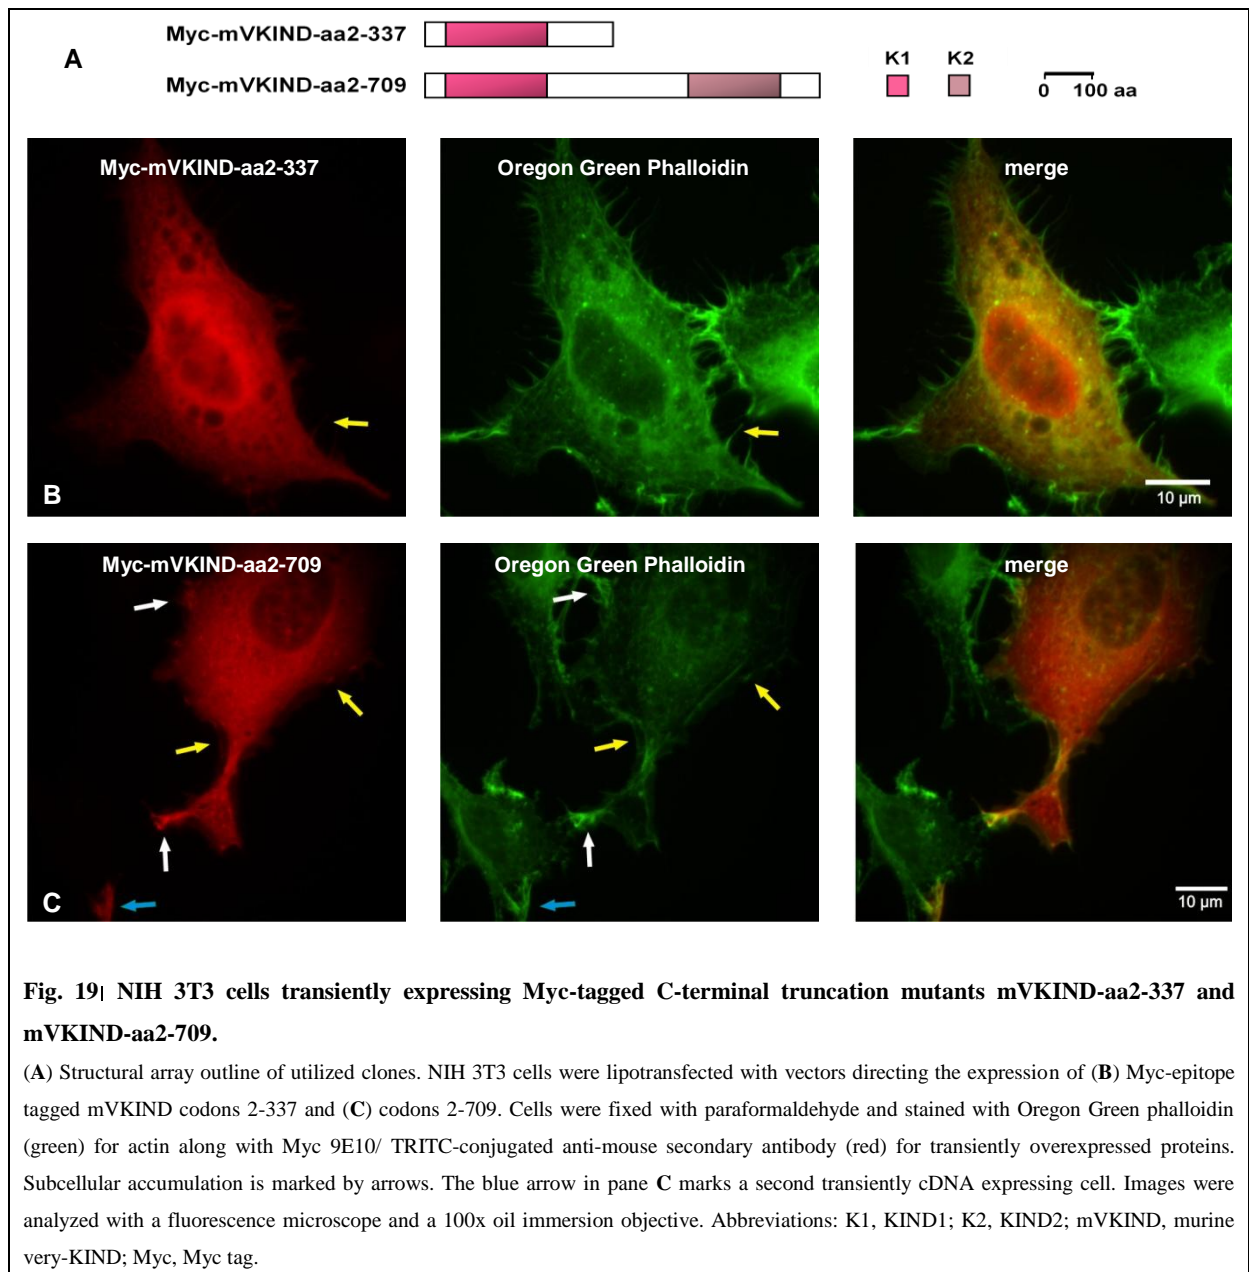 Myc-mVKIND-aa2-337
A
K1 K2
Myc-mVKIND-aa2-709
0 100 aa
Myc-mVKIND-aa2-337 Oregon Green Phalloidin merge
B
10 µm
Myc-mVKIND-aa2-709 Oregon Green Phalloidin merge
C
10 µm
Fig. 19| NIH 3T3 cells transiently expressing Myc-tagged C-terminal truncation mutants mVKIND-aa2-337 and
mVKIND-aa2-709.
(A) Structural array outline of utilized clones. NIH 3T3 cells were lipotransfected with vectors directing the expression of (B) Myc-epitope
tagged mVKIND codons 2-337 and (C) codons 2-709. Cells were fixed with paraformaldehyde and stained with Oregon Green phalloidin
(green) for actin along with Myc 9E10/ TRITC-conjugated anti-mouse secondary antibody (red) for transiently overexpressed proteins.
Subcellular accumulation is marked by arrows. The blue arrow in pane C marks a second transiently cDNA expressing cell. Images were
analyzed with a fluorescence microscope and a 100x oil immersion objective. Abbreviations: K1, KIND1; K2, KIND2; mVKIND, murine
very-KIND; Myc, Myc tag.